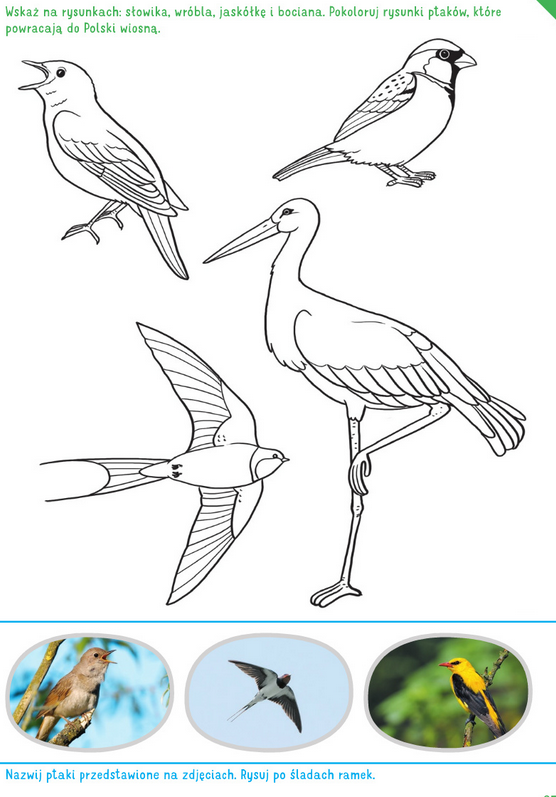 Wskaż na rysunkach: słowika, wróbla, jaskółkę i bociana. Pokoloruj rysunki ptaków, które
powracają do Polski wiosną.
Nazwij ptaki przedstawione na zdjęciach. Rysuj po śladach ramek.